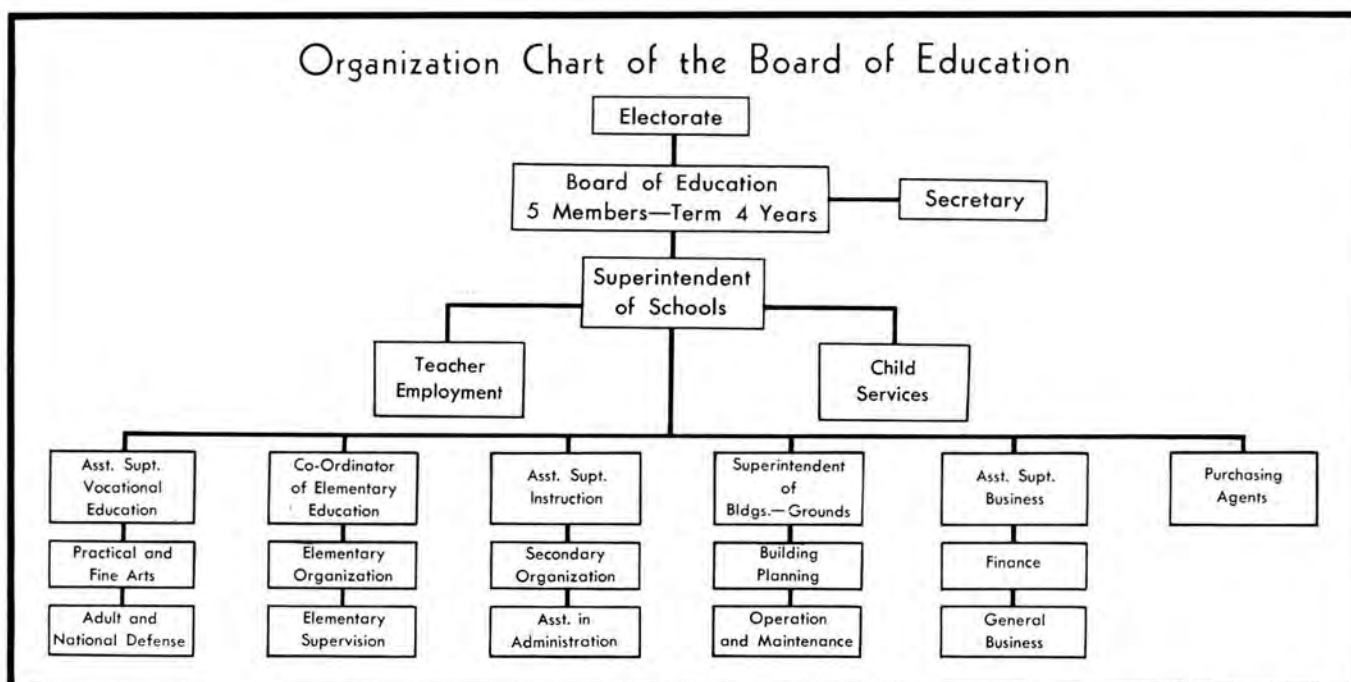 Organization Chart of the Board of Education
Electorate
Board of Education
5 Members—Term 4 Years
Secretary
Superintendent
of Schools
Teacher
Employment
Child
Services
Asst. Supt.
Vocational
Education
Co-Ordinator
of Elementary
Education
Asst. Supt.
Instruction
Superintendent
of
Bldgs.—Grounds
Asst. Supt.
Business
Purchasing
Agents
Practical and
Fine Arts
Elementary
Organization
Secondary
Organization
Building
Planning
Finance
Adult and
National Defense
Elementary
Supervision
Asst. in
Administration
Operation
and Maintenance
General
Business